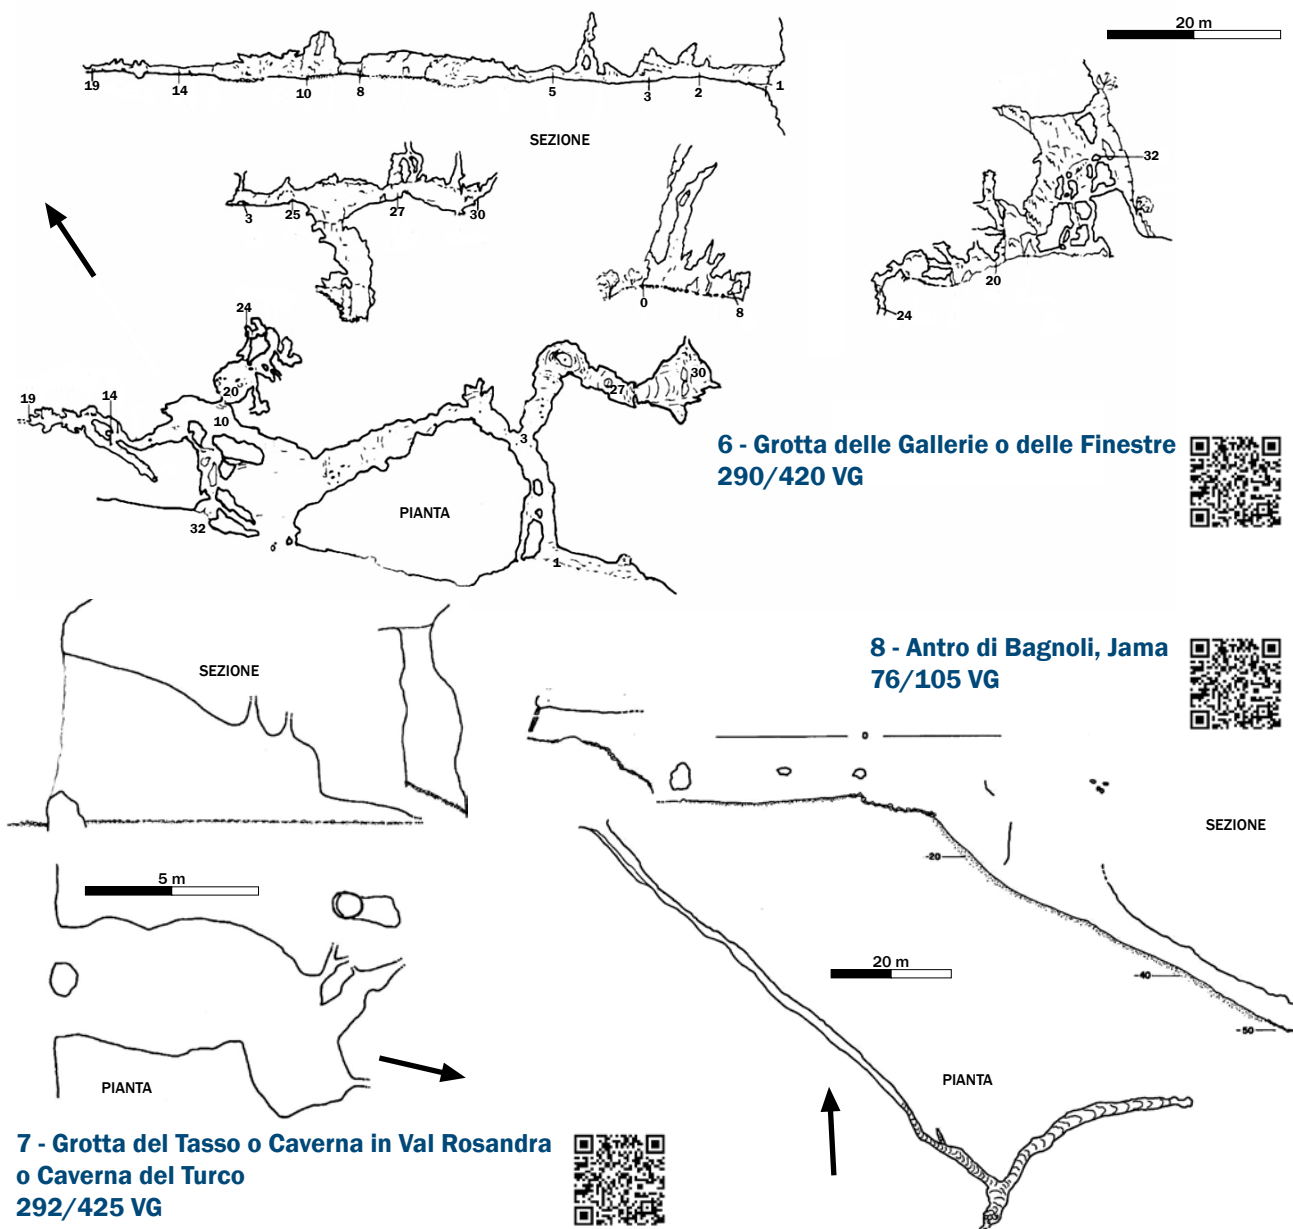 20 m
19
14
10
8
5
3
2
1
SEZIONE
32
3
25
27
30
20
24
0
8
24
19
14
20
10
27
30
3
PIANTA
32
1
6 - Grotta delle Gallerie o delle Finestre
290/420 VG
SEZIONE
8 - Antro di Bagnoli, Jama
76/105 VG
0
SEZIONE
-20
5 m
20 m
-40
-50
PIANTA
PIANTA
7 - Grotta del Tasso o Caverna in Val Rosandra
o Caverna del Turco
292/425 VG